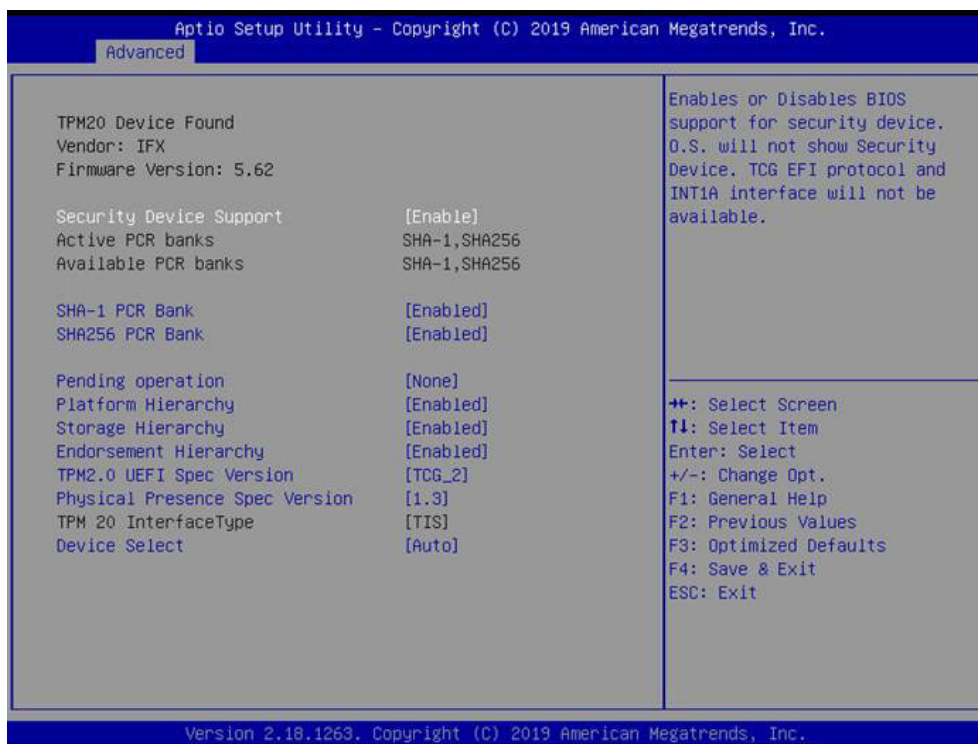 Aptio Setup Utility – Copyright (C) 2019 American Megatrends, Inc.
Advanced
TPM20 Device Found
Vendor: IFX
Firmware Version: 5.62
Security Device Support [Enable]
Active PCR banks SHA-1,SHA256
Available PCR banks SHA-1,SHA256
SHA-1 PCR Bank [Enabled]
SHA256 PCR Bank [Enabled]
Pending operation [None]
Platform Hierarchy [Enabled]
Storage Hierarchy [Enabled]
Endorsement Hierarchy [Enabled]
TPM2.0 UEFI Spec Version [TCG_2]
Physical Presence Spec Version [1.3]
TPM 20 InterfaceType [TIS]
Device Select [Auto]
Enables or Disables BIOS
support for security device.
O.S. will not show Security
Device. TCG EFI protocol and
INT1A interface will not be
available.
→←: Select Screen
↑↓: Select Item
Enter: Select
+/-: Change Opt.
F1: General Help
F2: Previous Values
F3: Optimized Defaults
F4: Save & Exit
ESC: Exit
Version 2.18.1263. Copyright (C) 2019 American Megatrends, Inc.